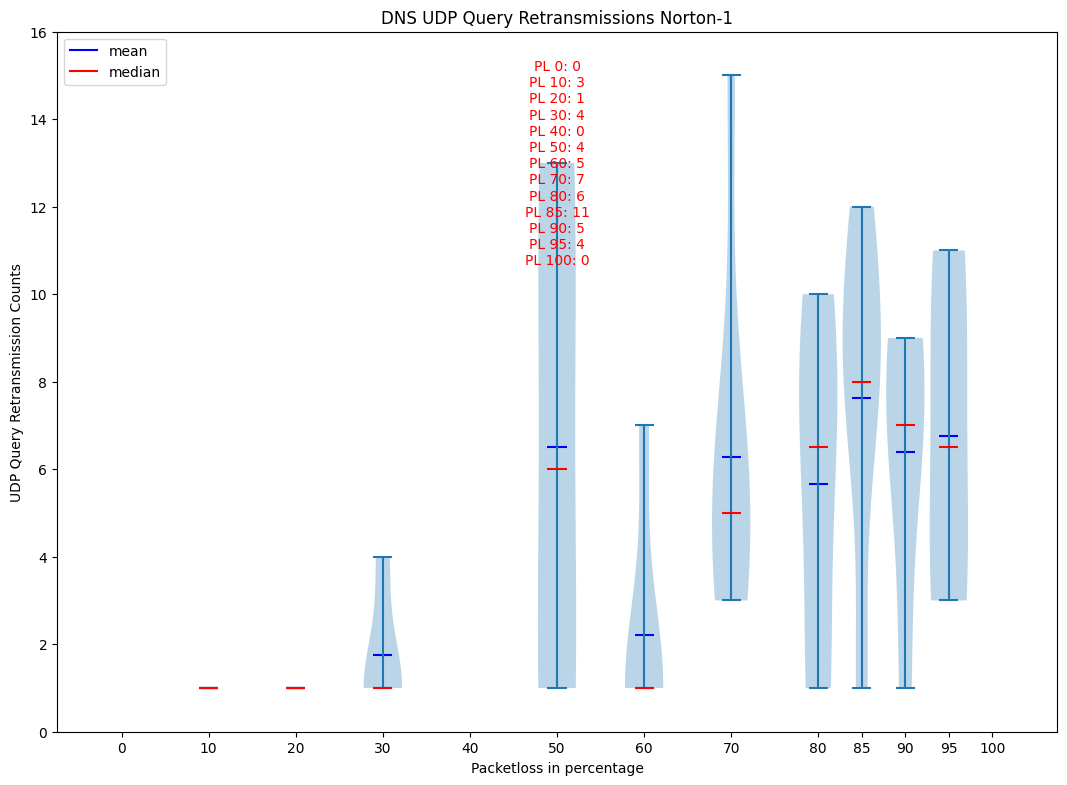 DNS UDP Query Retransmissions Norton-1
mean
median
PL 0: 0
PL 10: 3
PL 20: 1
PL 30: 4
PL 40: 0
PL 50: 4
PL 60: 5
PL 70: 7
PL 80: 6
PL 85: 11
PL 90: 5
PL 95: 4
PL 100: 0
UDP Query Retransmission Counts
16
14
12
10
8
6
4
2
0
0 10 20 30 40 50 60 70 80 85 90 95 100
Packetloss in percentage